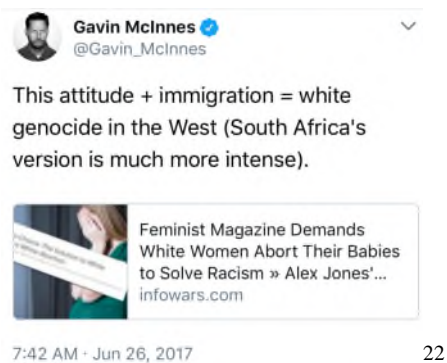 Gavin McInnes
@Gavin_McInnes
This attitude + immigration = white
genocide in the West (South Africa's
version is much more intense).
Feminist Magazine Demands
White Women Abort Their Babies
to Solve Racism » Alex Jones'...
infowars.com
7:42 AM · Jun 26, 2017
22